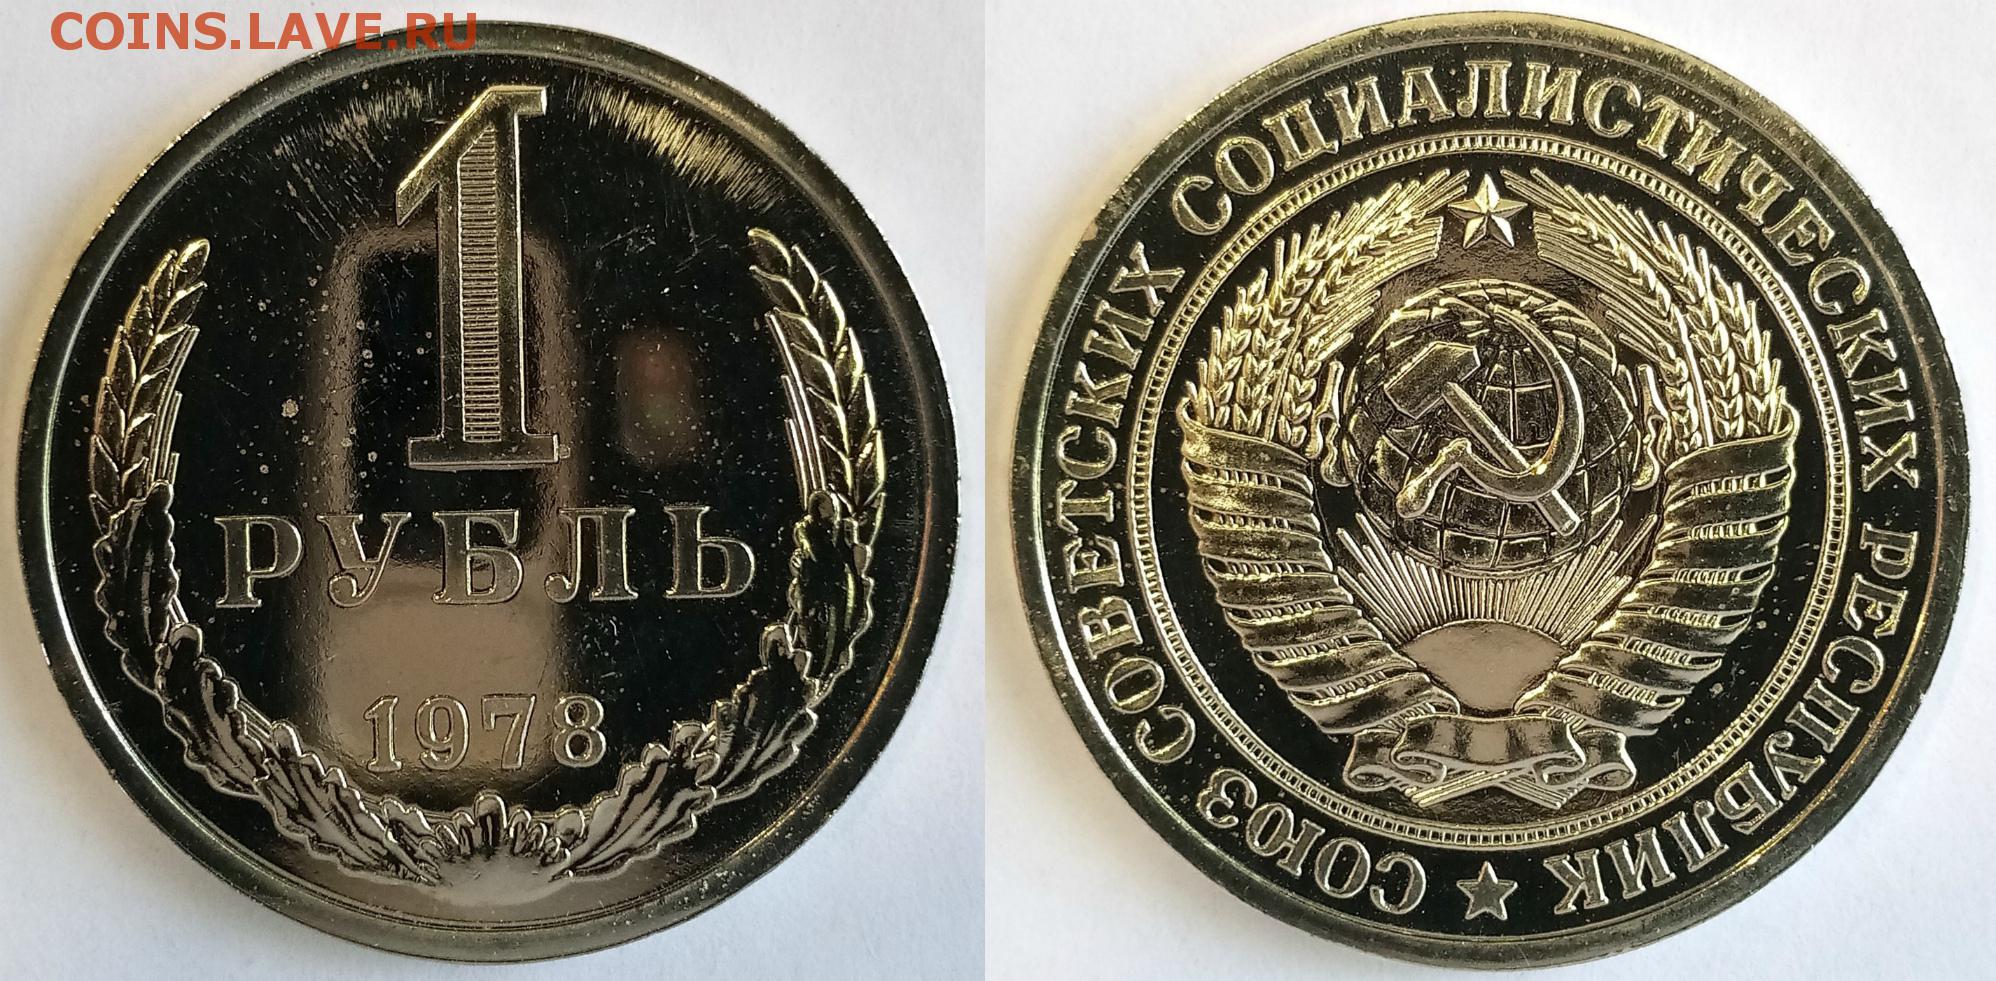 COINS.LAVE.RU
1
РУБЛЬ
1978
СОЮЗ СОВЕТСКИХ СОЦИАЛИСТИЧЕСКИХ РЕСПУБЛИК